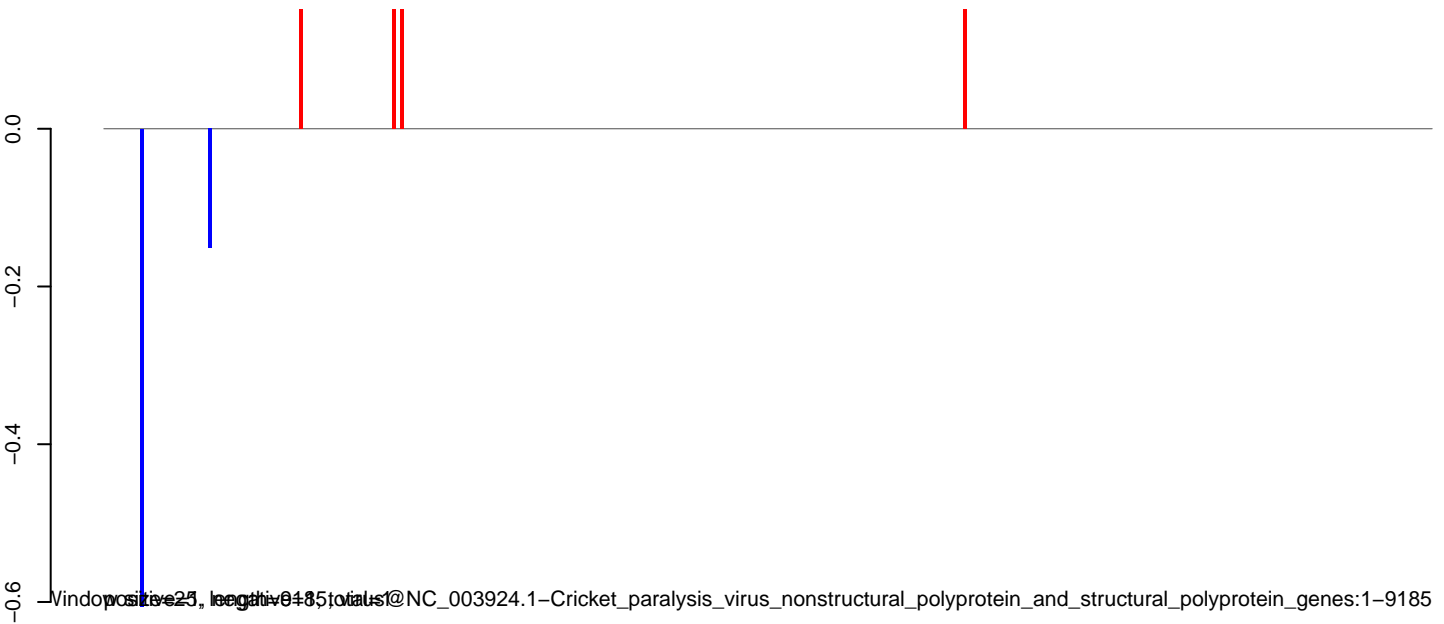 0.0
−0.2
−0.4
−0.6
@NC_003924.1−Cricket_paralysis_virus_nonstructural_polyprotein_and_structural_polyprotein_genes:1−9185